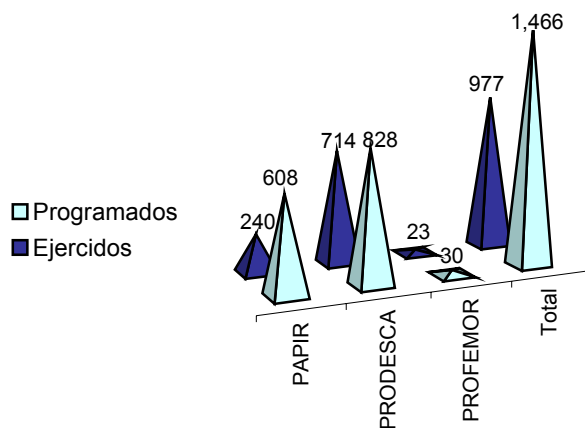 1,466
977
714
828
608
240
23
30
Programados
Ejercidos
PAPIR
PRODESCA
PROFEMOR
Total